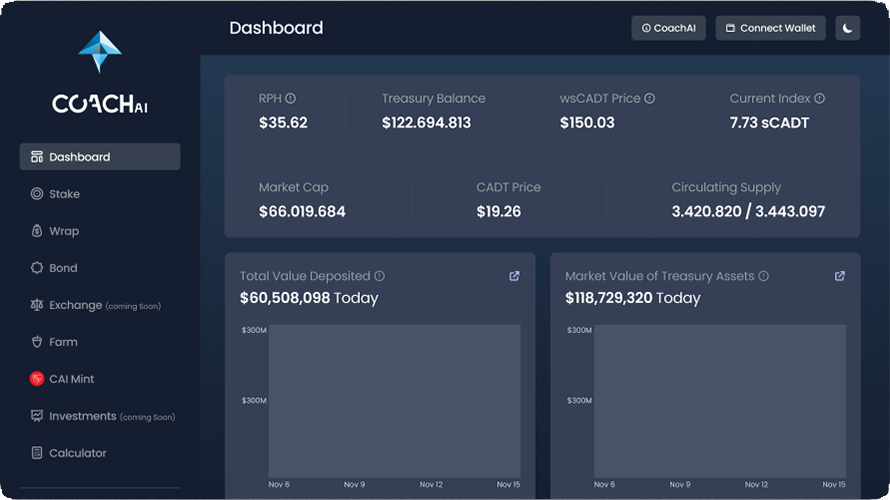 COACHAI
Dashboard
Stake
Wrap
Bond
Exchange (coming Soon)
Farm
CAI Mint
Investments (coming Soon)
Calculator
Dashboard
CoachAI
Connect Wallet
RPH
Treasury Balance
wsCADT Price
Current Index
$35.62
$122.694.813
$150.03
7.73 sCADT
Market Cap
CADT Price
Circulating Supply
$66.019.684
$19.26
3.420.820 / 3.443.097
Total Value Deposited
$60,508,098 Today
$300M
$300M
Nov 6
Nov 9
Nov 12
Nov 15
Market Value of Treasury Assets
$118,729,320 Today
$300M
$300M
Nov 6
Nov 9
Nov 12
Nov 15